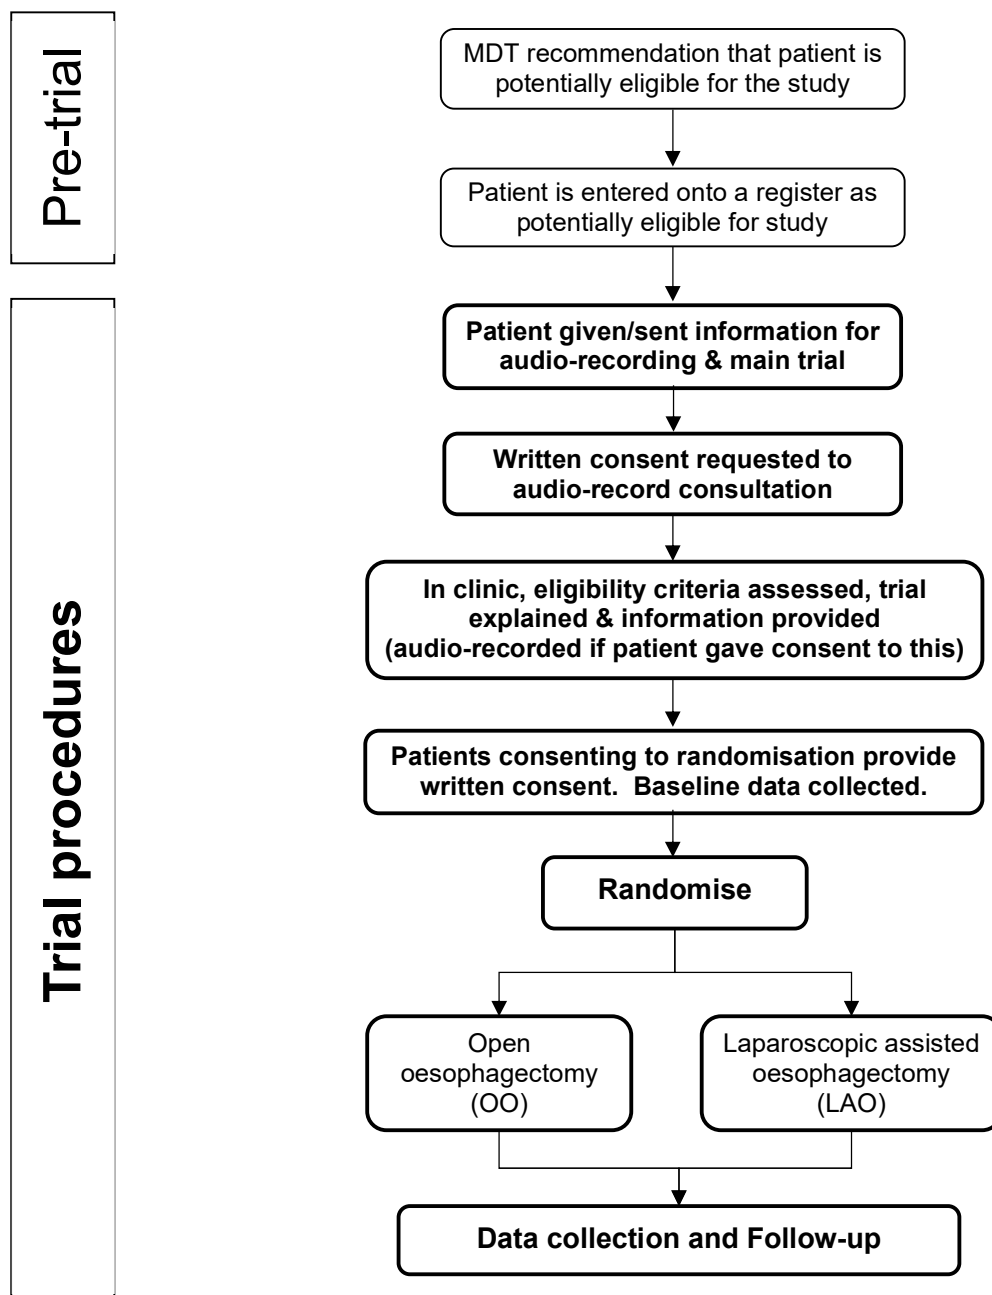 Pre-trial
MDT recommendation that patient is
potentially eligible for the study
Patient is entered onto a register as
potentially eligible for study
Trial procedures
Patient given/sent information for
audio-recording & main trial
Written consent requested to
audio-record consultation
In clinic, eligibility criteria assessed, trial
explained & information provided
(audio-recorded if patient gave consent to this)
Patients consenting to randomisation provide
written consent.  Baseline data collected.
Randomise
Open
oesophagectomy
(OO)
Laparoscopic assisted
oesophagectomy
(LAO)
Data collection and Follow-up